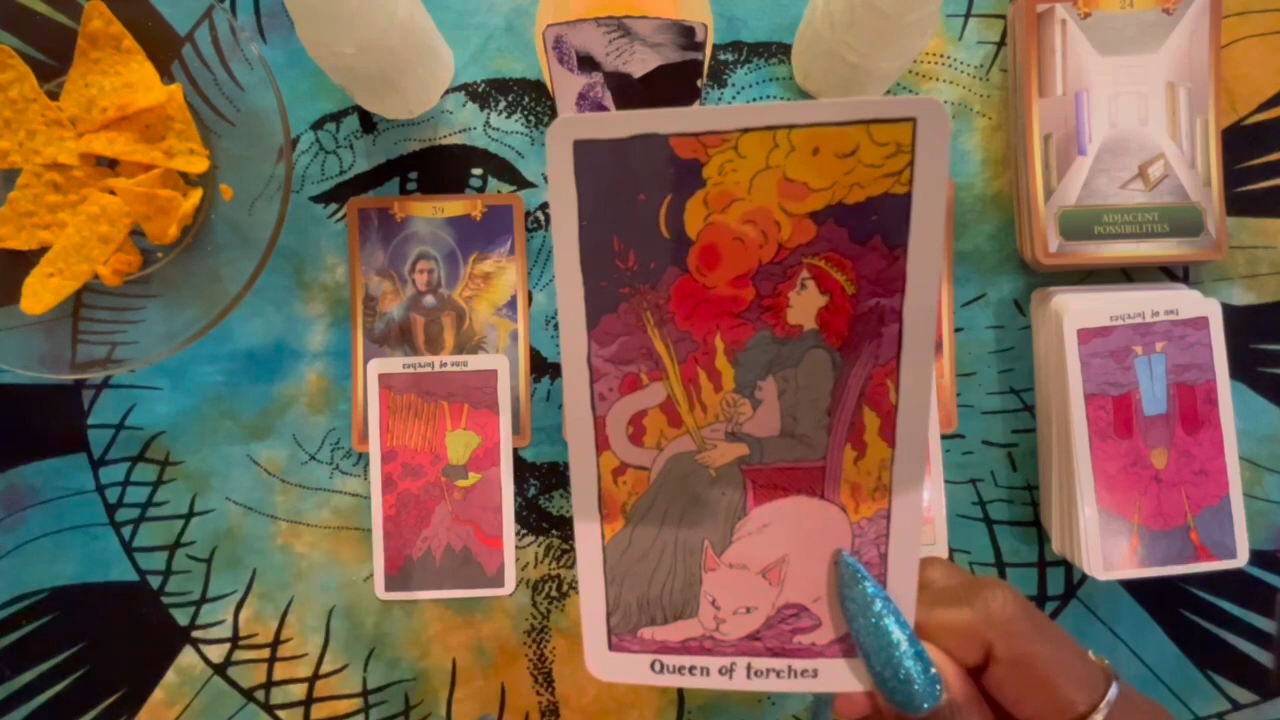 24
ADJACENT
POSSIBILITIES
39
nine of torches
two of torches
Queen of torches